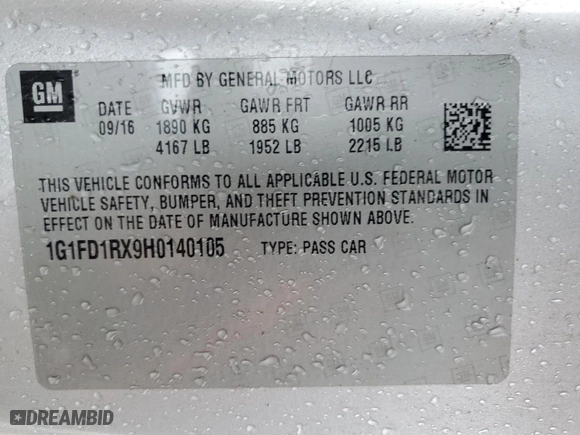 GM
MFD BY GENERAL MOTORS LLC
DATE GVWR GAWR FRT GAWR RR
09/16 1890 KG 885 KG 1005 KG
4167 LB 1952 LB 2215 LB
THIS VEHICLE CONFORMS TO ALL APPLICABLE U.S. FEDERAL MOTOR
VEHICLE SAFETY, BUMPER, AND THEFT PREVENTION STANDARDS IN
EFFECT ON THE DATE OF MANUFACTURE SHOWN ABOVE.
1G1FD1RX9H0140105 TYPE: PASS CAR
DREAMBID